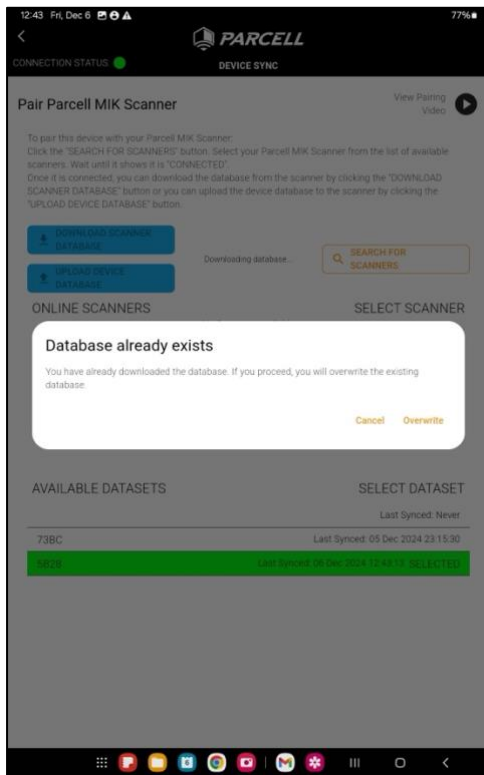 12:43 Fri, Dec 6
77%
PARCELL
CONNECTION STATUS:
DEVICE SYNC
Pair Parcell MIK Scanner
View Pairing
Video
To pair this device with your Parcell MIK Scanner:
Click the "SEARCH FOR SCANNERS" button. Select your Parcell MIK Scanner from the list of available
scanners. Wait until it shows it is "CONNECTED".
Once it is connected, you can download the database from the scanner by clicking the "DOWNLOAD
SCANNER DATABASE" button or you can upload the device database to the scanner by clicking the
"UPLOAD DEVICE DATABASE" button.
DOWNLOAD SCANNER
DATABASE
Downloading database...
SEARCH FOR
SCANNERS
UPLOAD DEVICE
DATABASE
ONLINE SCANNERS
SELECT SCANNER
Database already exists
You have already downloaded the database. If you proceed, you will overwrite the existing
database.
Cancel
Overwrite
AVAILABLE DATASETS
SELECT DATASET
Last Synced: Never
73BC
Last Synced: 05 Dec 2024 23:15:30
5B29
Last Synced: 06 Dec 2024 12:43:13 SELECTED